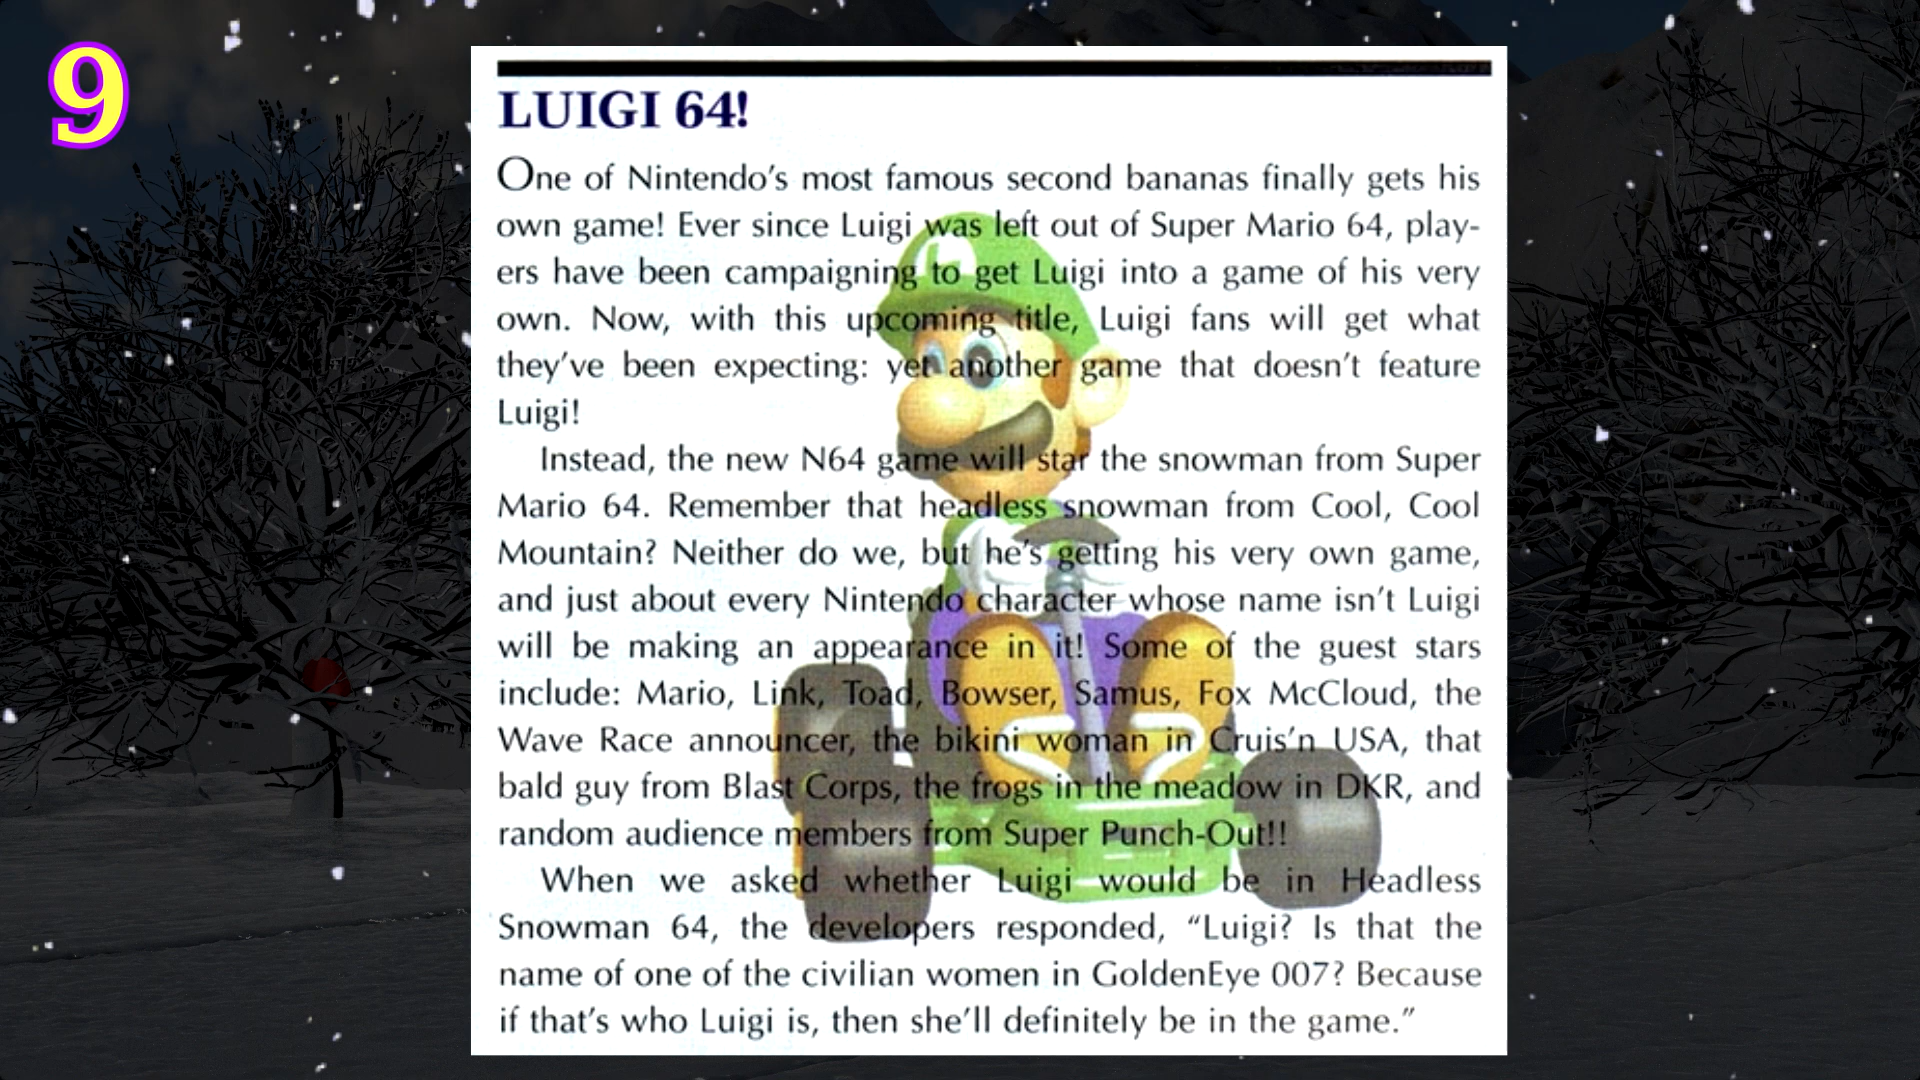 9
LUIGI 64!
One of Nintendo's most famous second bananas finally gets his
own game! Ever since Luigi was left out of Super Mario 64, play-
ers have been campaigning to get Luigi into a game of his very
own. Now, with this upcoming title, Luigi fans will get what
they've been expecting: yet another game that doesn't feature
Luigi!
Instead, the new N64 game will star the snowman from Super
Mario 64. Remember that headless snowman from Cool, Cool
Mountain? Neither do we, but he's getting his very own game,
and just about every Nintendo character whose name isn't Luigi
will be making an appearance in it! Some of the guest stars
include: Mario, Link, Toad, Bowser, Samus, Fox McCloud, the
Wave Race announcer, the bikini woman in Cruis'n USA, that
bald guy from Blast Corps, the frogs in the meadow in DKR, and
random audience members from Super Punch-Out!!
When we asked whether Luigi would be in Headless
Snowman 64, the developers responded, “Luigi? Is that the
name of one of the civilian women in GoldenEye 007? Because
if that's who Luigi is, then she'll definitely be in the game.”